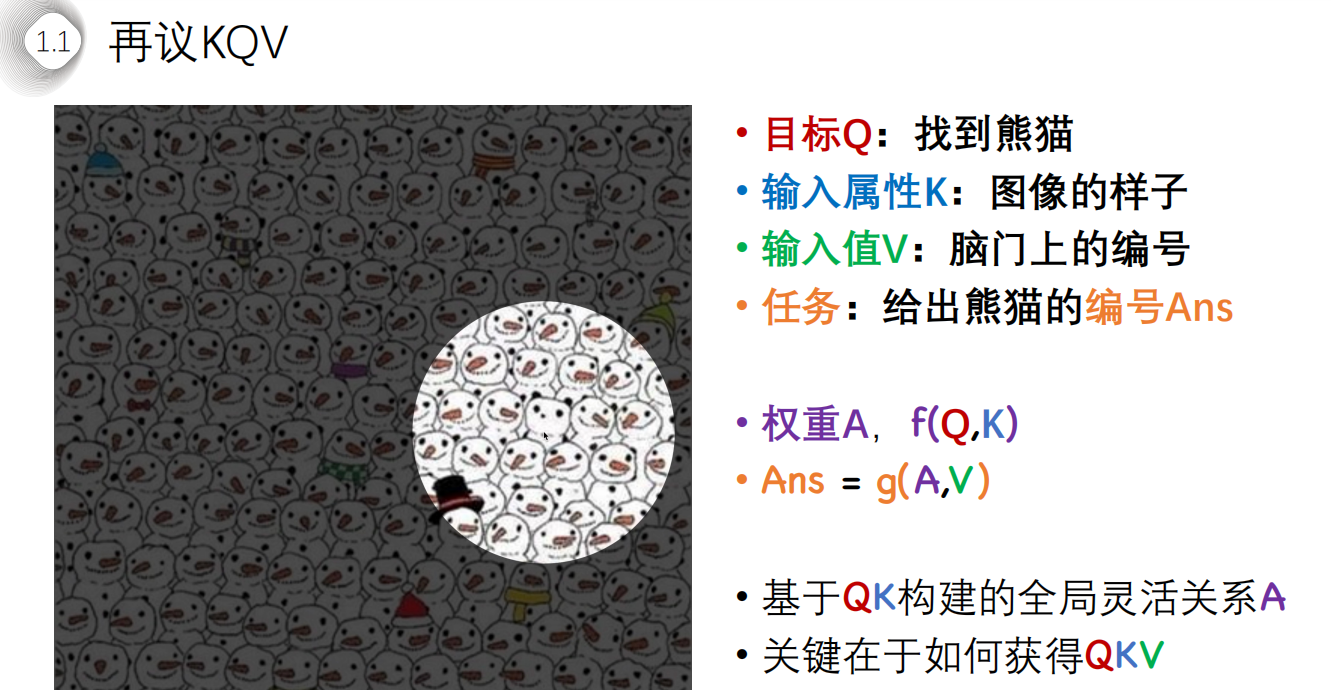 1.1 再议KQV
• 目标Q：找到熊猫
• 输入属性K：图像的样子
• 输入值V：脑门上的编号
• 任务：给出熊猫的编号Ans
• 权重A， f(Q,K)
• Ans = g(A,V)
• 基于QK构建的全局灵活关系A
• 关键在于如何获得QKV